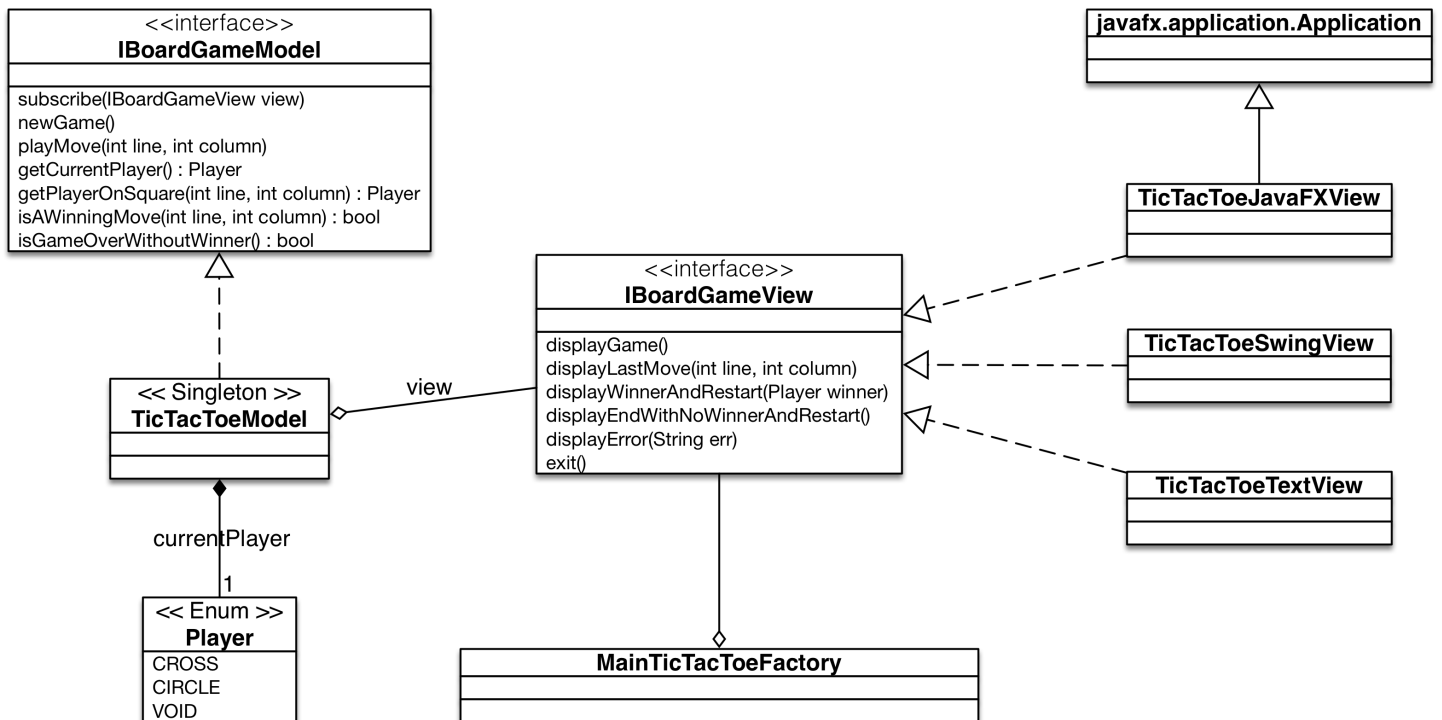 <<interface>>
IBoardGameModel
subscribe(IBoardGameView view)
newGame()
playMove(int line, int column)
getCurrentPlayer() : Player
getPlayerOnSquare(int line, int column) : Player
isAWinningMove(int line, int column) : bool
isGameOverWithoutWinner() : bool
<< Singleton >>
TicTacToeModel
view
currentPlayer
1
<< Enum >>
Player
CROSS
CIRCLE
VOID
<<interface>>
IBoardGameView
displayGame()
displayLastMove(int line, int column)
displayWinnerAndRestart(Player winner)
displayEndWithNoWinnerAndRestart()
displayError(String err)
exit()
MainTicTacToeFactory
javafx.application.Application
TicTacToeJavaFXView
TicTacToeSwingView
TicTacToeTextView